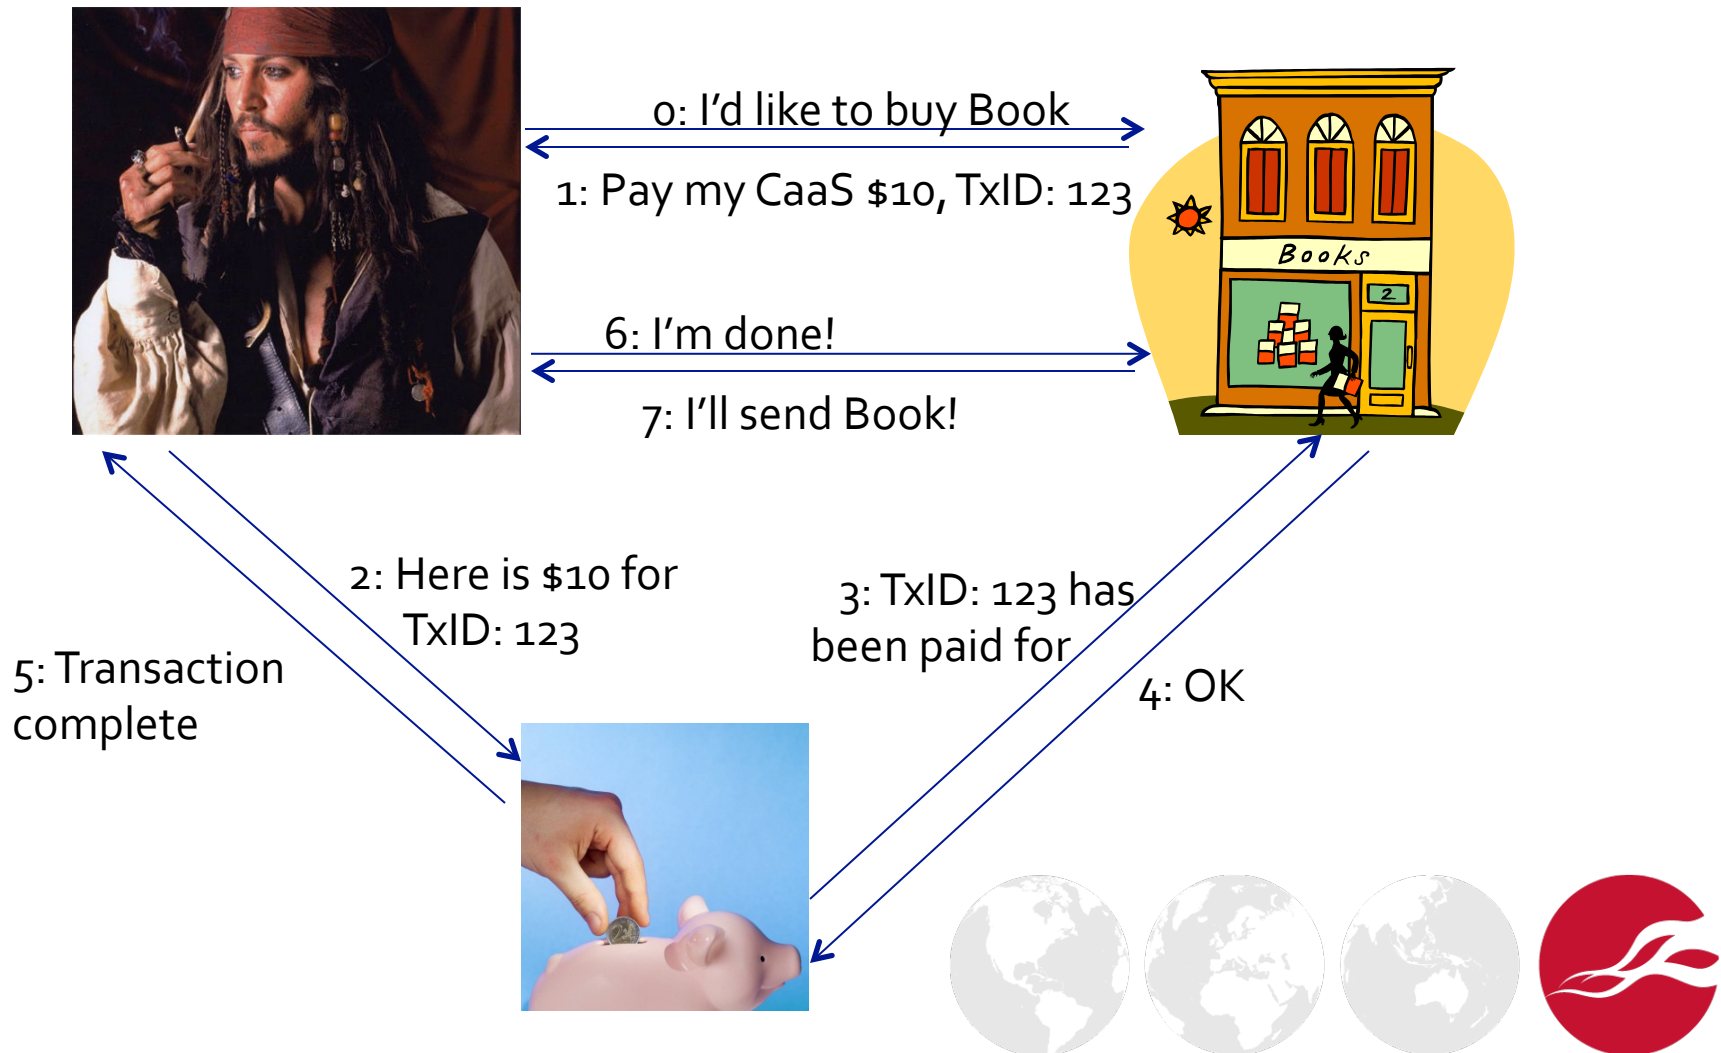 0: I’d like to buy Book
1: Pay my CaaS $10, TxID: 123
Books
2
6: I’m done!
7: I’ll send Book!
2: Here is $10 for
TxID: 123
3: TxID: 123 has
been paid for
5: Transaction
complete
4: OK